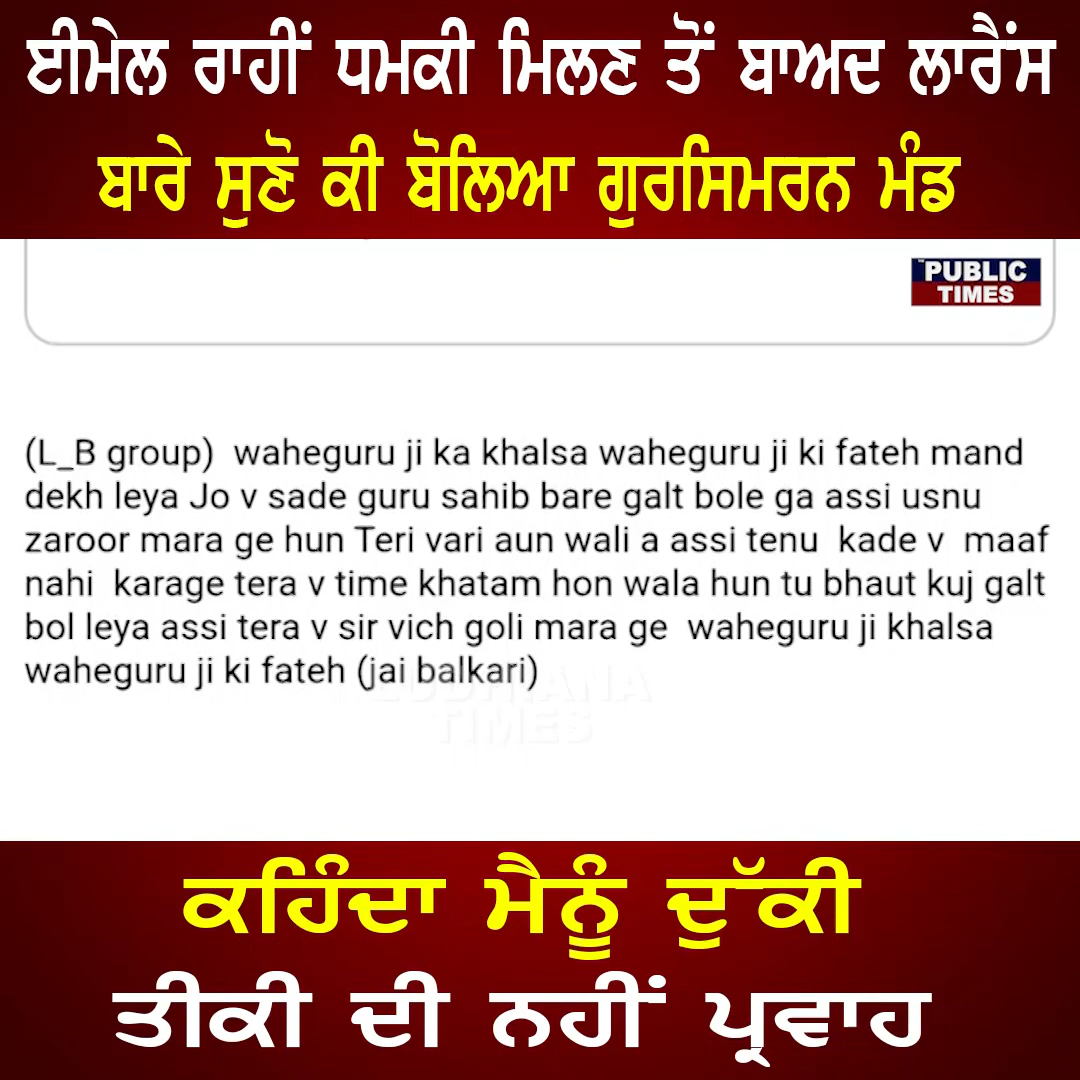 ਈਮੇਲ ਰਾਹੀਂ ਧਮਕੀ ਮਿਲਣ ਤੋਂ ਬਾਅਦ ਲਾਰੈਂਸ
ਬਾਰੇ ਸੁਣੋ ਕੀ ਬੋਲਿਆ ਗੁਰਸਿਮਰਨ ਮੰਡ
PUBLIC
TIMES
(L_B group)  waheguru ji ka khalsa waheguru ji ki fateh mand
dekh leya Jo v sade guru sahib bare galt bole ga assi usnu
zaroor mara ge hun Teri vari aun wali a assi tenu  kade v  maaf
nahi  karage tera v time khatam hon wala hun tu bhaut kuj galt
bol leya assi tera v sir vich goli mara ge  waheguru ji khalsa
waheguru ji ki fateh (jai balkari)
LUDHIANA
TIMES
ਕਹਿੰਦਾ ਮੈਨੂੰ ਦੁੱਕੀ
ਤੀਕੀ ਦੀ ਨਹੀਂ ਪ੍ਰਵਾਹ